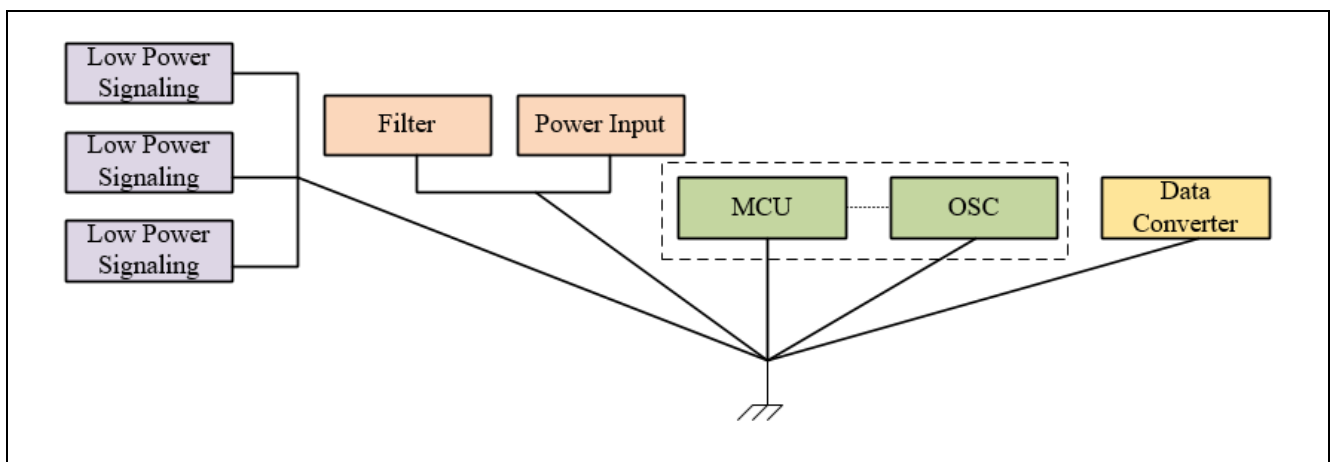 Low Power
Signaling
Low Power
Signaling
Low Power
Signaling
Filter
Power Input
MCU
OSC
Data
Converter